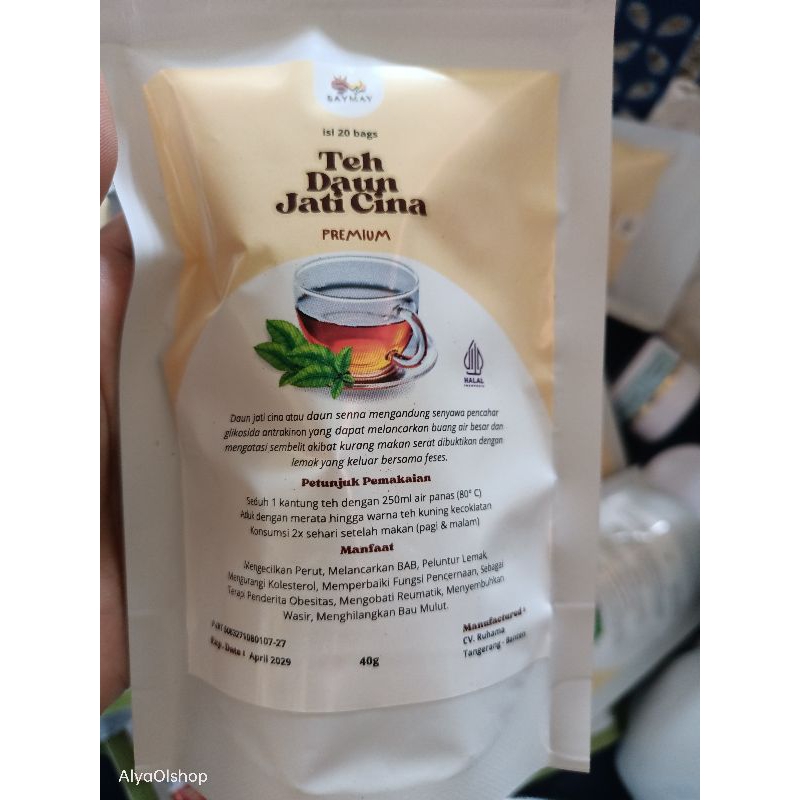 BAYMAY
isi 20 bags
Teh
Daun
Jati Cina
PREMIUM
HALAL
INDONESIA
Daun jati cina atau daun senna mengandung senyawa pencahar
glikosida antrakinon yang dapat melancarkan buang air besar dan
mengatasi sembelit akibat kurang makan serat dibuktikan dengan
lemak yang keluar bersama feses.
Petunjuk Pemakaian
Seduh 1 kantung teh dengan 250ml air panas (80° C)
Aduk dengan merata hingga warna teh kuning kecoklatan
Konsumsi 2x sehari setelah makan (pagi & malam)
Manfaat
Mengecilkan Perut, Melancarkan BAB, Peluntur Lemak,
Mengurangi Kolesterol, Memperbaiki Fungsi Pencernaan, Sebagai
Terapi Penderita Obesitas, Mengobati Reumatik, Menyembuhkan
Wasir, Menghilangkan Bau Mulut.
P-IRT 5063271080107-27
Exp. Date : April 2029
40g
Manufactured :
CV. Ruhama
Tangerang - Banten
AlyaOlshop